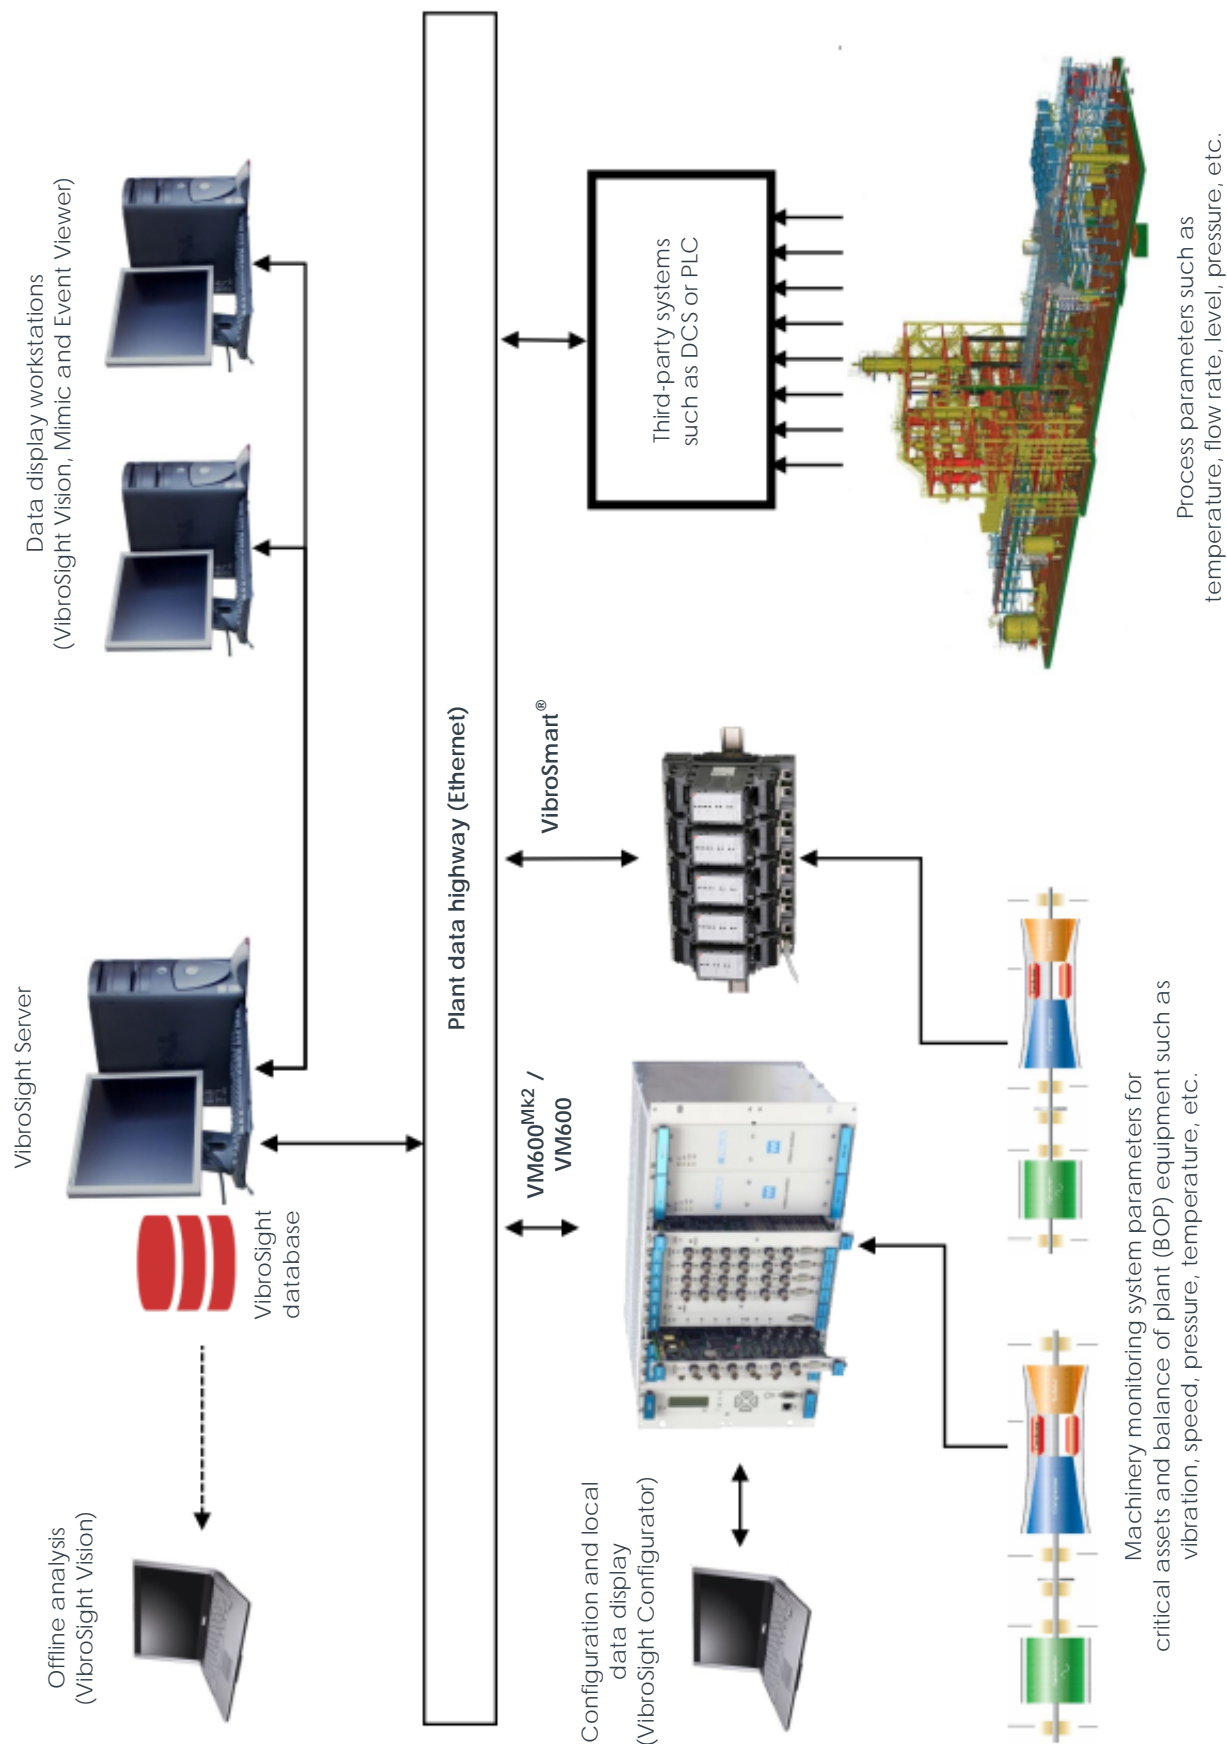 Offline analysis
(VibroSight Vision)
VibroSight
database
VibroSight Server
Data display workstations
(VibroSight Vision, Mimic and Event Viewer)
Plant data highway (Ethernet)
Configuration and local
data display
(VibroSight Configurator)
VM600Mk2 /
VM600
VibroSmart®
Third-party systems
such as DCS or PLC
Machinery monitoring system parameters for
critical assets and balance of plant (BOP) equipment such as
vibration, speed, pressure, temperature, etc.
Process parameters such as
temperature, flow rate, level, pressure, etc.